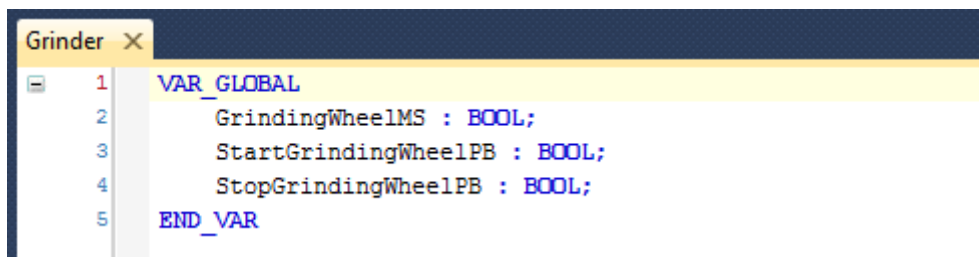 Grinder
1 VAR_GLOBAL
2 GrindingWheelMS : BOOL;
3 StartGrindingWheelPB : BOOL;
4 StopGrindingWheelPB : BOOL;
5 END_VAR